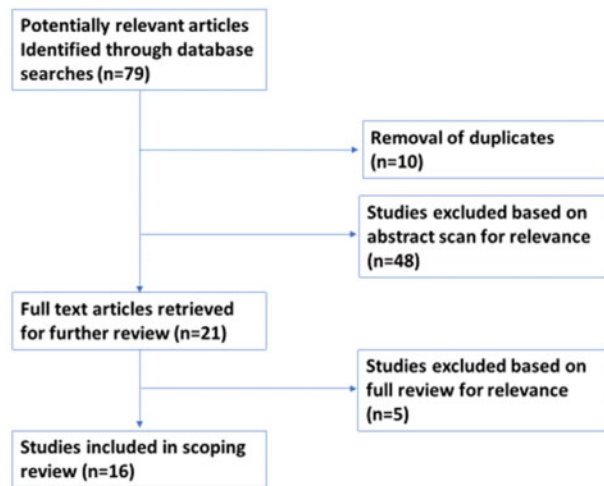 Potentially relevant articles
Identified through database
searches (n=79)
Removal of duplicates
(n=10)
Studies excluded based on
abstract scan for relevance
(n=48)
Full text articles retrieved
for further review (n=21)
Studies excluded based on
full review for relevance
(n=5)
Studies included in scoping
review (n=16)